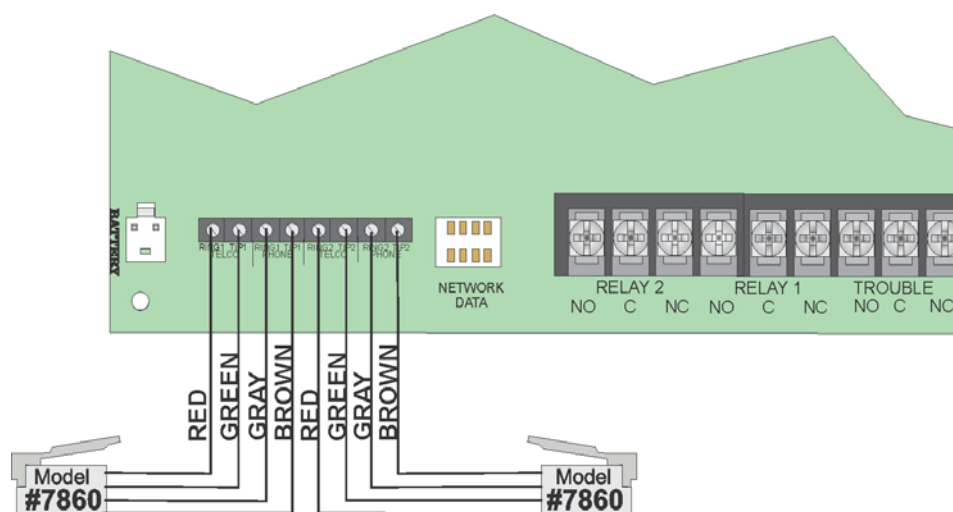 BATTERY
RING1 TIP1 RING1 TIP1 RING2 TIP2 RING2 TIP2
TELCO PHONE TELCO PHONE
NETWORK
DATA
RELAY 2 RELAY 1 TROUBLE
NO C NC NO C NC NO C NC
RED
GREEN
GRAY
BROWN
RED
GREEN
GRAY
BROWN
Model
#7860
Model
#7860